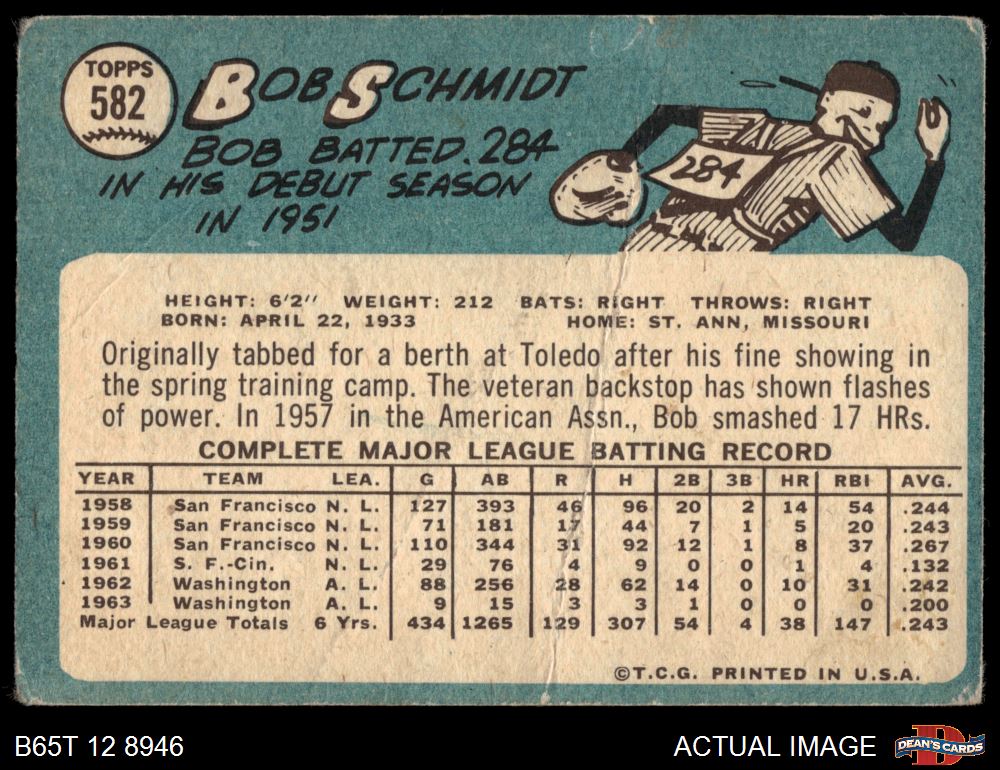 TOPPS
582
BOB SCHMIDT
BOB BATTED .284
IN HIS DEBUT SEASON
IN 1951
284
HEIGHT: 6'2" WEIGHT: 212 BATS: RIGHT THROWS: RIGHT
BORN: APRIL 22, 1933 HOME: ST. ANN, MISSOURI
Originally tabbed for a berth at Toledo after his fine showing in
the spring training camp. The veteran backstop has shown flashes
of power. In 1957 in the American Assn., Bob smashed 17 HRs.
COMPLETE MAJOR LEAGUE BATTING RECORD
YEAR TEAM LEA. G AB R H 2B 3B HR RBI AVG.
1958 San Francisco N. L. 127 393 46 96 20 2 14 54 .244
1959 San Francisco N. L. 71 181 17 44 7 1 5 20 .243
1960 San Francisco N. L. 110 344 31 92 12 1 8 37 .267
1961 S. F.-Cin. N. L. 29 76 4 9 0 0 1 4 .132
1962 Washington A. L. 88 256 28 62 14 0 10 31 .242
1963 Washington A. L. 9 15 3 3 1 0 0 0 .200
Major League Totals 6 Yrs. 434 1265 129 307 54 4 38 147 .243
©T.C.G. PRINTED IN U.S.A.
B65T 12 8946 ACTUAL IMAGE DEAN'S CARDS